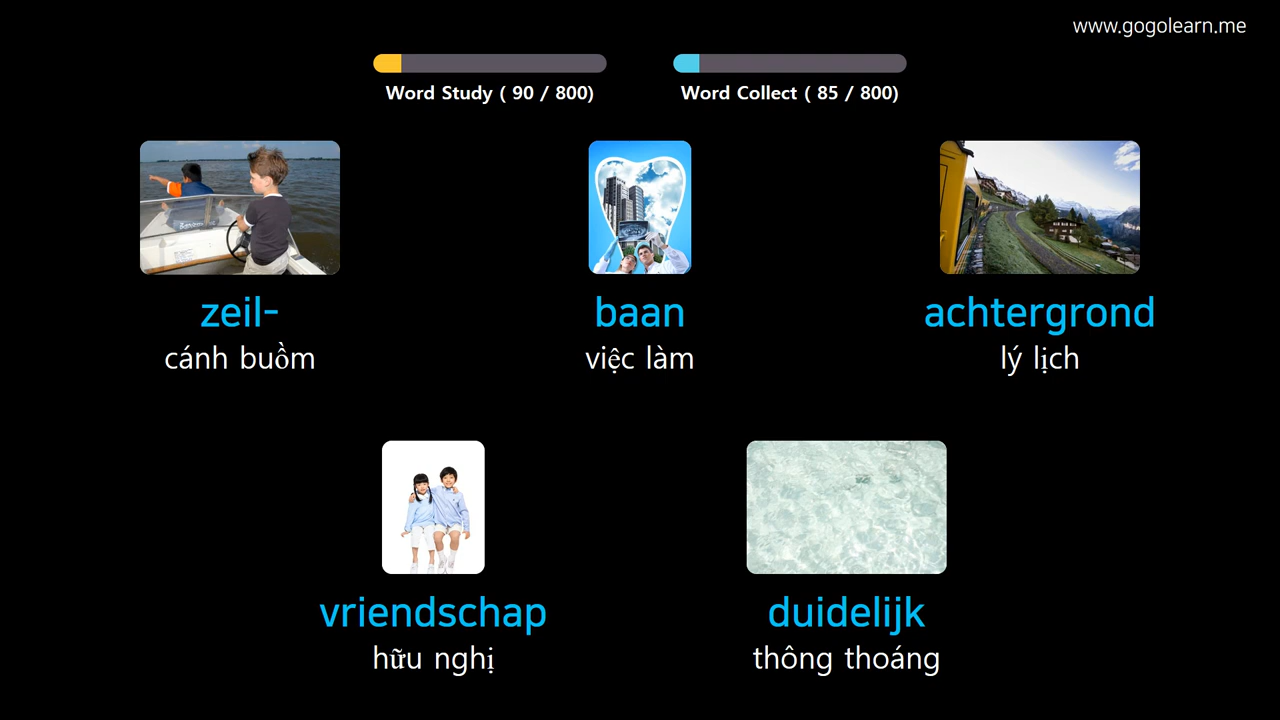 www.gogolearn.me
Word Study ( 90 / 800)
Word Collect ( 85 / 800)
zeil-
cánh buồm
baan
việc làm
achtergrond
lý lịch
vriendschap
hữu nghị
duidelijk
thông thoáng